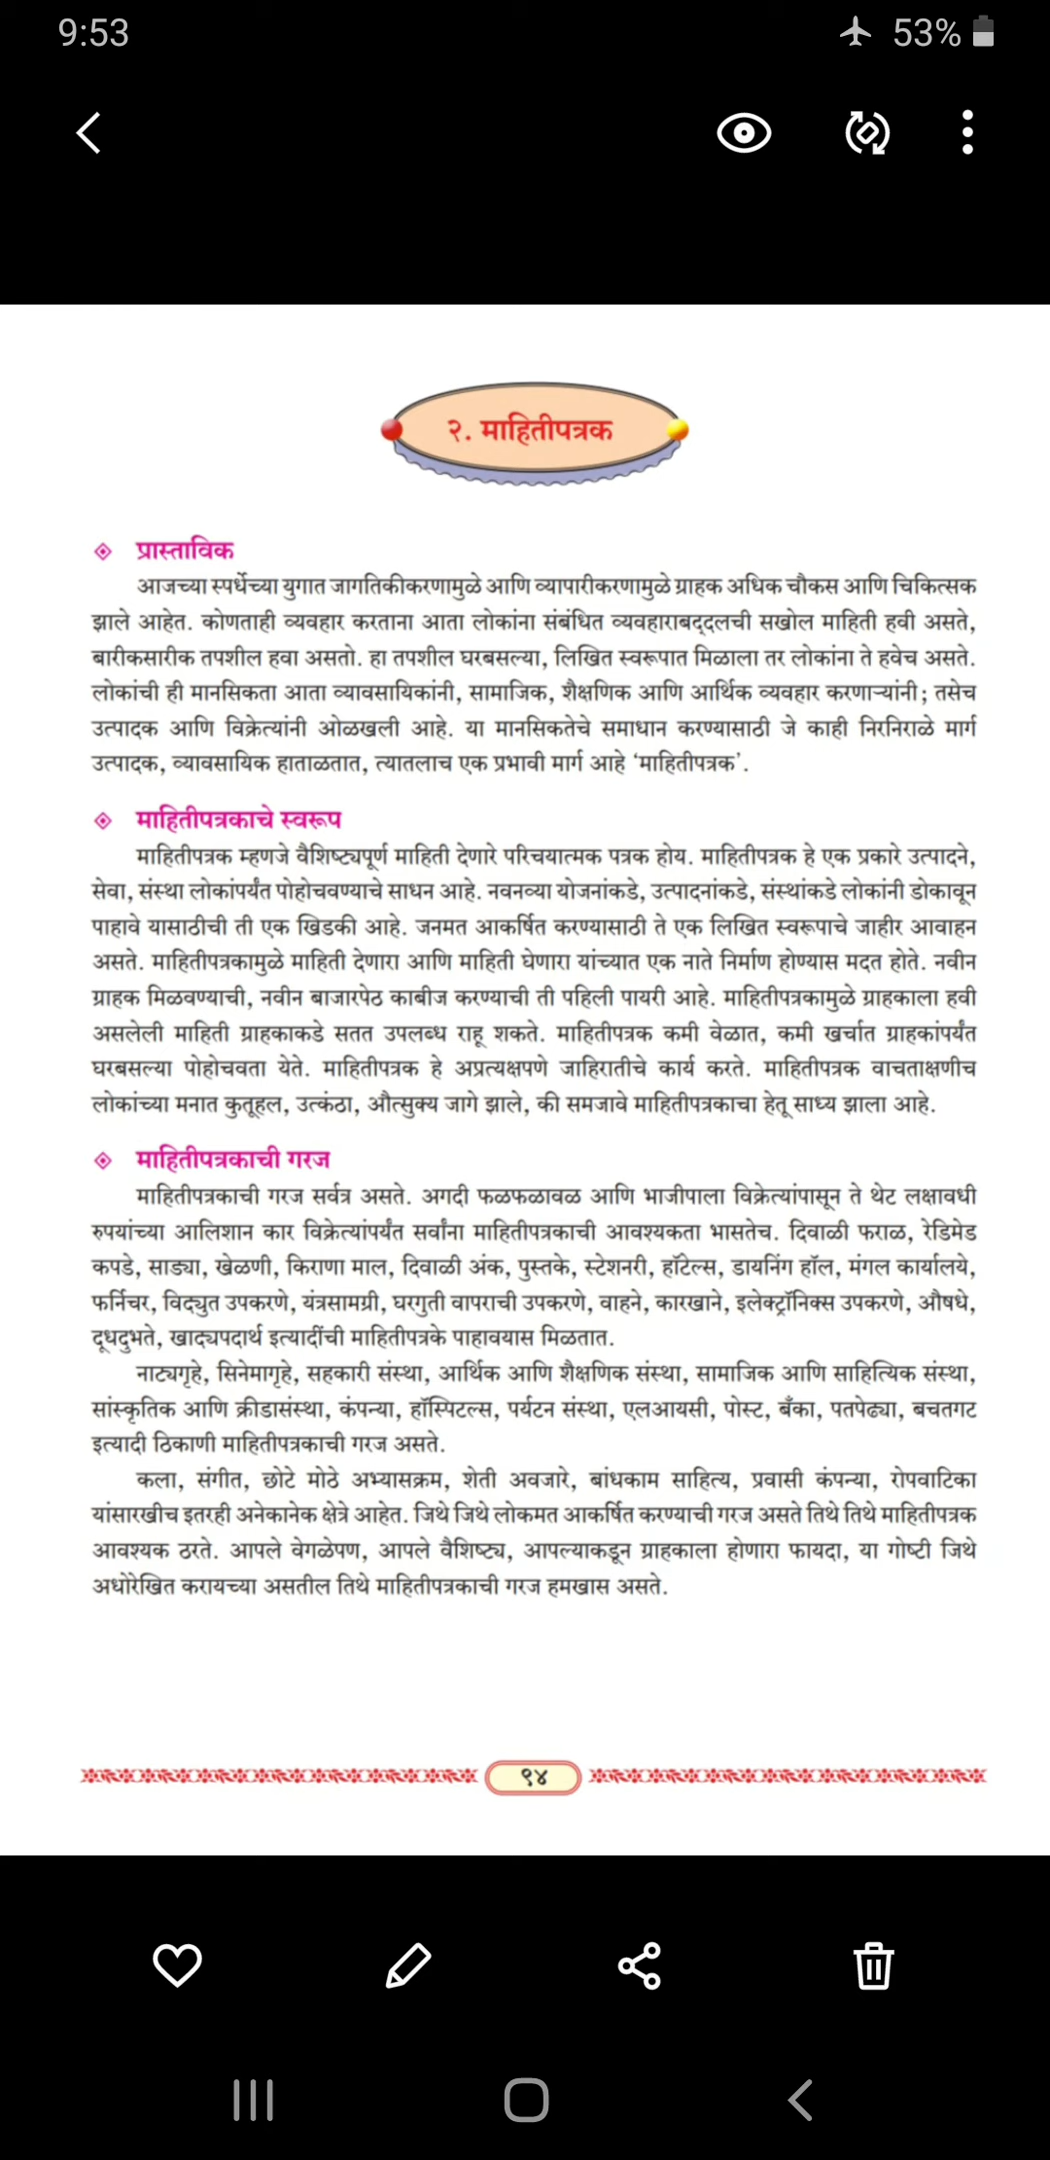 9:53
53%
२. माहितीपत्रक
प्रास्ताविक
आजच्या स्पर्धेच्या युगात जागतिकीकरणामुळे आणि व्यापारीकरणामुळे ग्राहक अधिक चौकस आणि चिकित्सक
झाले आहेत. कोणताही व्यवहार करताना आता लोकांना संबंधित व्यवहाराबद्दलची सखोल माहिती हवी असते,
बारीकसारीक तपशील हवा असतो. हा तपशील घरबसल्या, लिखित स्वरूपात मिळाला तर लोकांना ते हवेच असते.
लोकांची ही मानसिकता आता व्यावसायिकांनी, सामाजिक, शैक्षणिक आणि आर्थिक व्यवहार करणाऱ्यांनी; तसेच
उत्पादक आणि विक्रेत्यांनी ओळखली आहे. या मानसिकतेचे समाधान करण्यासाठी जे काही निरनिराळे मार्ग
उत्पादक, व्यावसायिक हाताळतात, त्यातलाच एक प्रभावी मार्ग आहे ‘माहितीपत्रक’.
माहितीपत्रकाचे स्वरूप
माहितीपत्रक म्हणजे वैशिष्ट्यपूर्ण माहिती देणारे परिचयात्मक पत्रक होय. माहितीपत्रक हे एक प्रकारे उत्पादने,
सेवा, संस्था लोकांपर्यंत पोहोचवण्याचे साधन आहे. नवनव्या योजनांकडे, उत्पादनांकडे, संस्थांकडे लोकांनी डोकावून
पाहावे यासाठीची ती एक खिडकी आहे. जनमत आकर्षित करण्यासाठी ते एक लिखित स्वरूपाचे जाहीर आवाहन
असते. माहितीपत्रकामुळे माहिती देणारा आणि माहिती घेणारा यांच्यात एक नाते निर्माण होण्यास मदत होते. नवीन
ग्राहक मिळवण्याची, नवीन बाजारपेठ काबीज करण्याची ती पहिली पायरी आहे. माहितीपत्रकामुळे ग्राहकाला हवी
असलेली माहिती ग्राहकाकडे सतत उपलब्ध राहू शकते. माहितीपत्रक कमी वेळात, कमी खर्चात ग्राहकांपर्यंत
घरबसल्या पोहोचवता येते. माहितीपत्रक हे अप्रत्यक्षपणे जाहिरातीचे कार्य करते. माहितीपत्रक वाचताक्षणीच
लोकांच्या मनात कुतूहल, उत्कंठा, औत्सुक्य जागे झाले, की समजावे माहितीपत्रकाचा हेतू साध्य झाला आहे.
माहितीपत्रकाची गरज
माहितीपत्रकाची गरज सर्वत्र असते. अगदी फळफळावळ आणि भाजीपाला विक्रेत्यांपासून ते थेट लक्षावधी
रुपयांच्या आलिशान कार विक्रेत्यांपर्यंत सर्वांना माहितीपत्रकाची आवश्यकता भासतेच. दिवाळी फराळ, रेडिमेड
कपडे, साड्या, खेळणी, किराणा माल, दिवाळी अंक, पुस्तके, स्टेशनरी, हॉटेल्स, डायनिंग हॉल, मंगल कार्यालये,
फर्निचर, विद्युत उपकरणे, यंत्रसामग्री, घरगुती वापराची उपकरणे, वाहने, कारखाने, इलेक्ट्रॉनिक्स उपकरणे, औषधे,
दूधदुभते, खाद्यपदार्थ इत्यादींची माहितीपत्रके पाहावयास मिळतात.
नाट्यगृहे, सिनेमागृहे, सहकारी संस्था, आर्थिक आणि शैक्षणिक संस्था, सामाजिक आणि साहित्यिक संस्था,
सांस्कृतिक आणि क्रीडासंस्था, कंपन्या, हॉस्पिटल्स, पर्यटन संस्था, एलआयसी, पोस्ट, बँका, पतपेढ्या, बचतगट
इत्यादी ठिकाणी माहितीपत्रकाची गरज असते.
कला, संगीत, छोटे मोठे अभ्यासक्रम, शेती अवजारे, बांधकाम साहित्य, प्रवासी कंपन्या, रोपवाटिका
यांसारखीच इतरही अनेकानेक क्षेत्रे आहेत. जिथे जिथे लोकमत आकर्षित करण्याची गरज असते तिथे तिथे माहितीपत्रक
आवश्यक ठरते. आपले वेगळेपण, आपले वैशिष्ट्य, आपल्याकडून ग्राहकाला होणारा फायदा, या गोष्टी जिथे
अधोरेखित करायच्या असतील तिथे माहितीपत्रकाची गरज हमखास असते.
९४